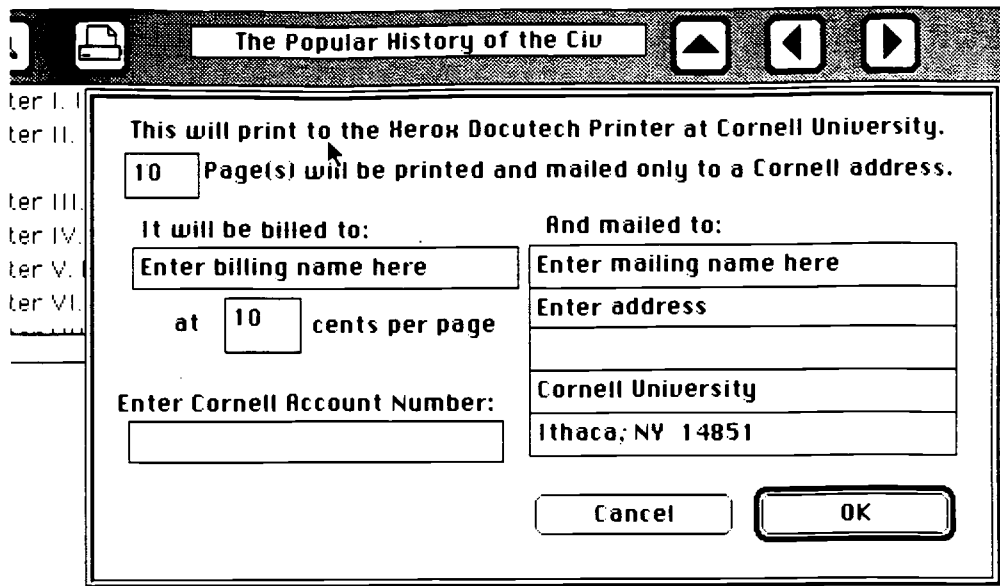 The Popular History of the Civ
ter I. I
ter II.
ter III.
ter IV.
ter V.
ter VI.
This will print to the Xerox Docutech Printer at Cornell University.
10 Page(s) will be printed and mailed only to a Cornell address.
It will be billed to:
Enter billing name here
at 10 cents per page
Enter Cornell Account Number:
And mailed to:
Enter mailing name here
Enter address
Cornell University
Ithaca, NY 14851
Cancel
OK